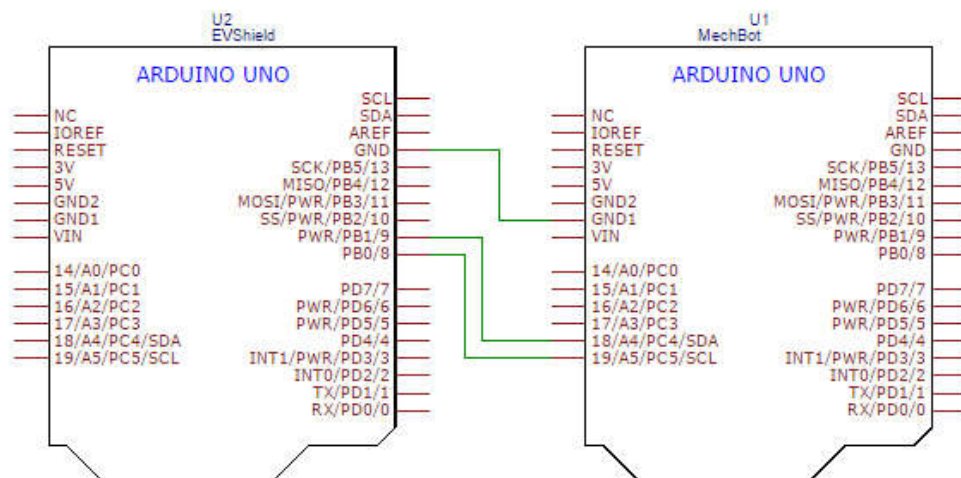 U2
EVShield
ARDUINO UNO
NC
IOREF
RESET
3V
5V
GND2
GND1
VIN
14/A0/PC0
15/A1/PC1
16/A2/PC2
17/A3/PC3
18/A4/PC4/SDA
19/A5/PC5/SCL
SCL
SDA
AREF
GND
SCK/PB5/13
MISO/PB4/12
MOSI/PWR/PB3/11
SS/PWR/PB2/10
PWR/PB1/9
PB0/8
PD7/7
PWR/PD6/6
PWR/PD5/5
PD4/4
INT1/PWR/PD3/3
INT0/PD2/2
TX/PD1/1
RX/PD0/0
U1
MechBot
ARDUINO UNO
NC
IOREF
RESET
3V
5V
GND2
GND1
VIN
14/A0/PC0
15/A1/PC1
16/A2/PC2
17/A3/PC3
18/A4/PC4/SDA
19/A5/PC5/SCL
SCL
SDA
AREF
GND
SCK/PB5/13
MISO/PB4/12
MOSI/PWR/PB3/11
SS/PWR/PB2/10
PWR/PB1/9
PB0/8
PD7/7
PWR/PD6/6
PWR/PD5/5
PD4/4
INT1/PWR/PD3/3
INT0/PD2/2
TX/PD1/1
RX/PD0/0